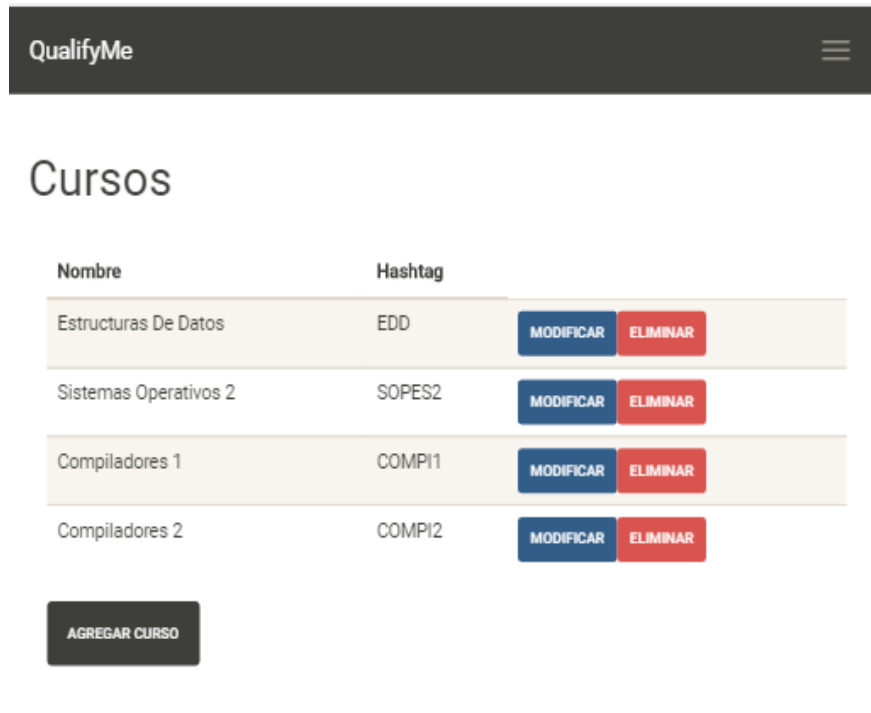 QualifyMe
Cursos
Nombre Hashtag
Estructuras De Datos EDD MODIFICAR ELIMINAR
Sistemas Operativos 2 SOPES2 MODIFICAR ELIMINAR
Compiladores 1 COMPI1 MODIFICAR ELIMINAR
Compiladores 2 COMPI2 MODIFICAR ELIMINAR
AGREGAR CURSO